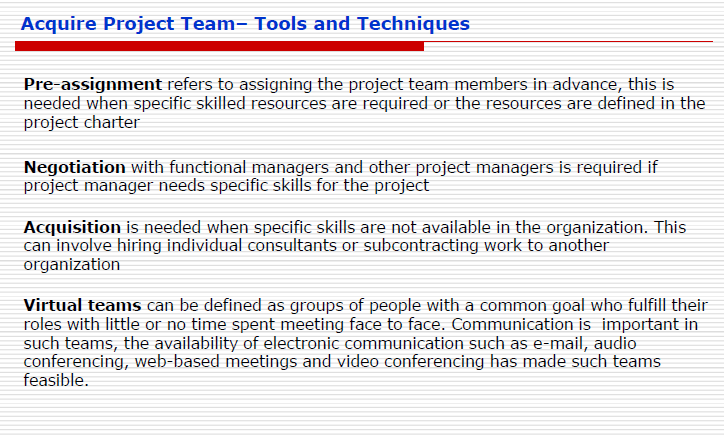 Acquire Project Team– Tools and Techniques
Pre-assignment refers to assigning the project team members in advance, this is
needed when specific skilled resources are required or the resources are defined in the
project charter
Negotiation with functional managers and other project managers is required if
project manager needs specific skills for the project
Acquisition is needed when specific skills are not available in the organization. This
can involve hiring individual consultants or subcontracting work to another
organization
Virtual teams can be defined as groups of people with a common goal who fulfill their
roles with little or no time spent meeting face to face. Communication is  important in
such teams, the availability of electronic communication such as e-mail, audio
conferencing, web-based meetings and video conferencing has made such teams
feasible.